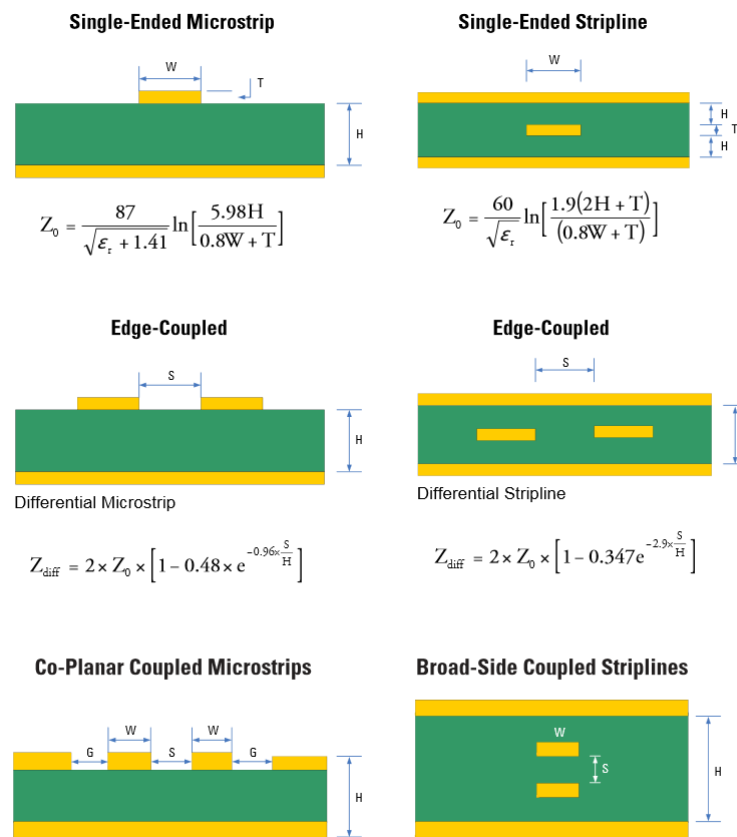 Single-Ended Microstrip
W
T
H
Z₀ = 87 / √(εᵣ + 1.41) ln[5.98H / 0.8W + T]
Single-Ended Stripline
W
H
T
H
Z₀ = 60 / √εᵣ ln[1.9(2H + T) / (0.8W + T)]
Edge-Coupled
S
H
Differential Microstrip
Z_diff = 2 × Z₀ × [1 − 0.48 × e^(−0.96× S/H)]
Edge-Coupled
S
Differential Stripline
Z_diff = 2 × Z₀ × [1 − 0.347e^(−2.9× S/H)]
Co-Planar Coupled Microstrips
W W
G S G
H
Broad-Side Coupled Striplines
W
S
H